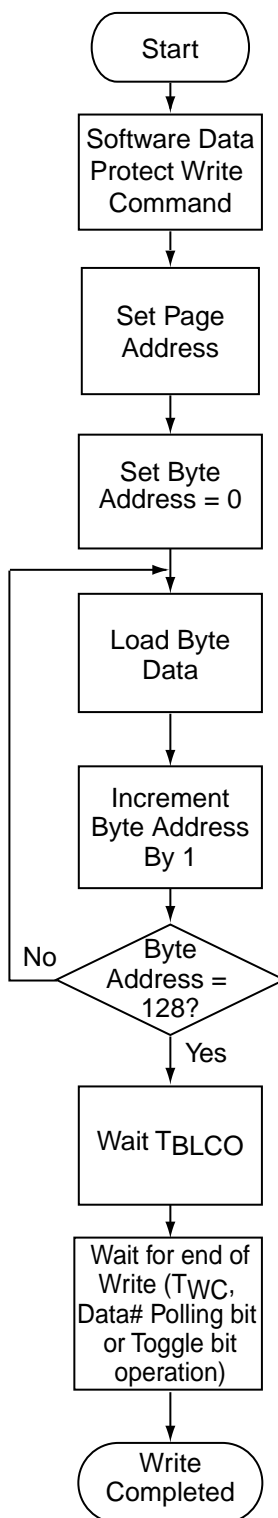 Start
Software Data
Protect Write
Command
Set Page
Address
Set Byte
Address = 0
Load Byte
Data
Increment
Byte Address
By 1
Byte
Address =
128?
No
Yes
Wait TBLCO
Wait for end of
Write (TWC,
Data# Polling bit
or Toggle bit
operation)
Write
Completed